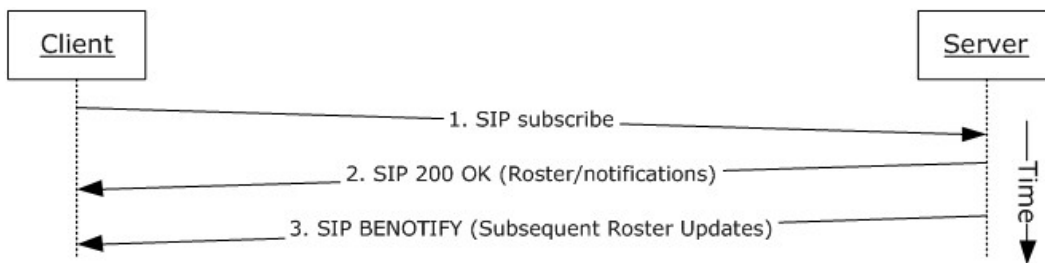 Client
Server
1. SIP subscribe
2. SIP 200 OK (Roster/notifications)
3. SIP BENOTIFY (Subsequent Roster Updates)
Time